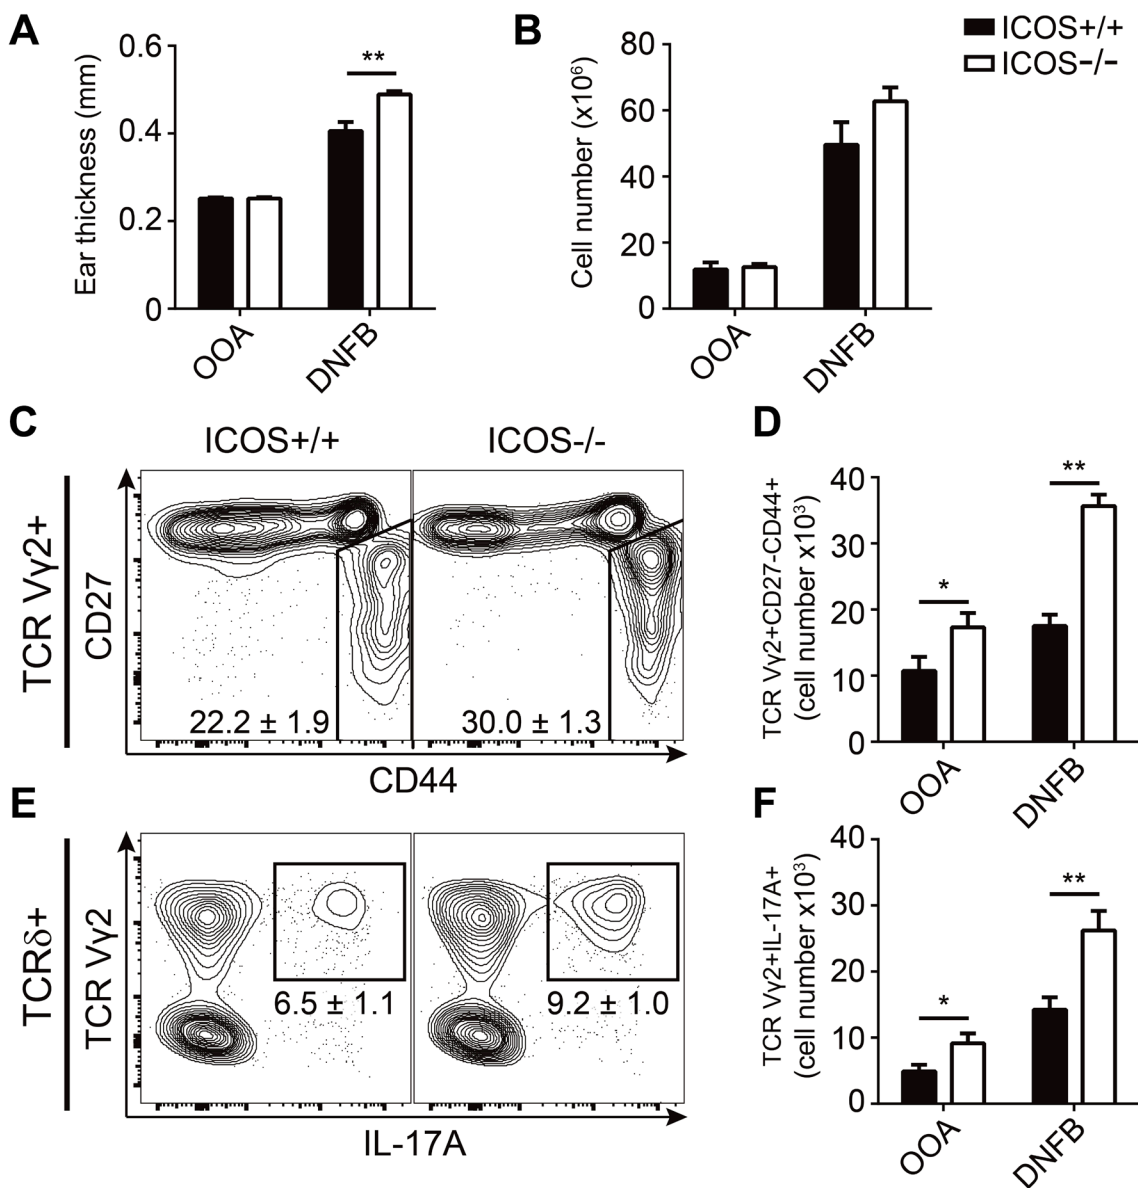 A
Ear thickness (mm)
0.6
0.4
0.2
0
**
OOA
DNFB
B
Cell number (x10⁶)
80
60
40
20
0
OOA
DNFB
ICOS+/+
ICOS−/−
C
ICOS+/+
ICOS-/-
TCR Vγ2+
CD27
22.2 ± 1.9
30.0 ± 1.3
CD44
D
TCR Vγ2+CD27-CD44+
(cell number x10³)
40
30
20
10
0
*
**
OOA
DNFB
E
TCRδ+
TCR Vγ2
6.5 ± 1.1
9.2 ± 1.0
IL-17A
F
TCR Vγ2+IL-17A+
(cell number x10³)
40
30
20
10
0
*
**
OOA
DNFB